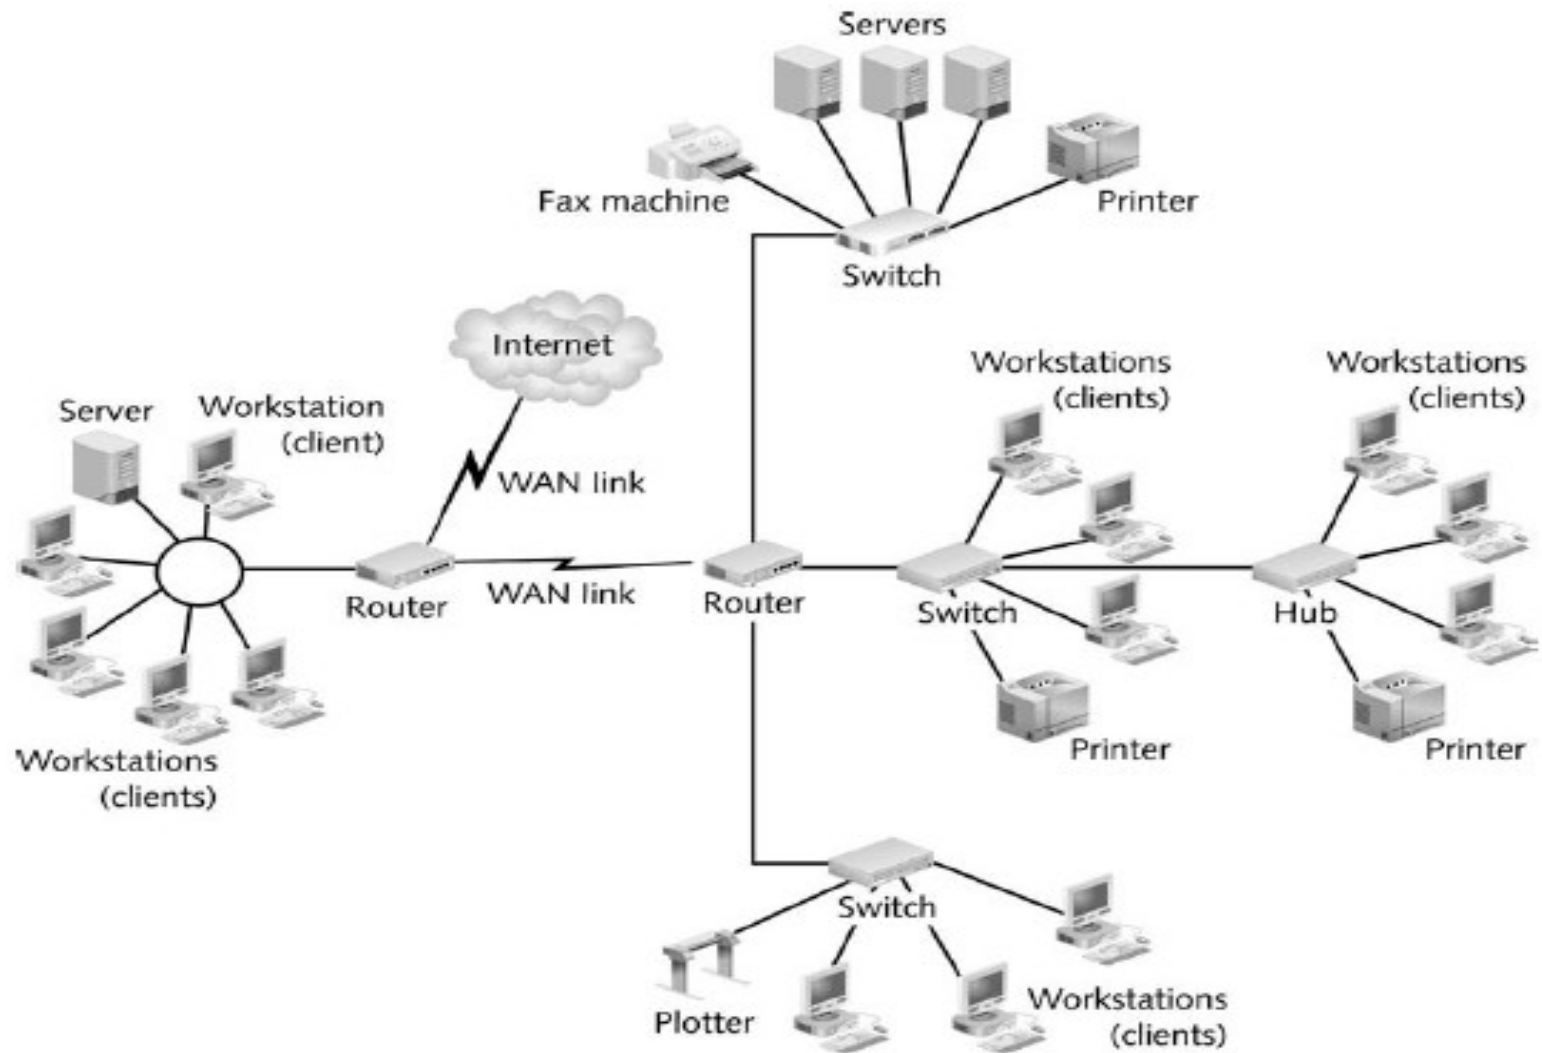 Servers
Fax machine
Printer
Switch
Internet
Workstations
(clients)
Workstations
(clients)
Server
Workstation
(client)
WAN link
WAN link
Router
Router
Switch
Hub
Printer
Printer
Workstations
(clients)
Switch
Plotter
Workstations
(clients)